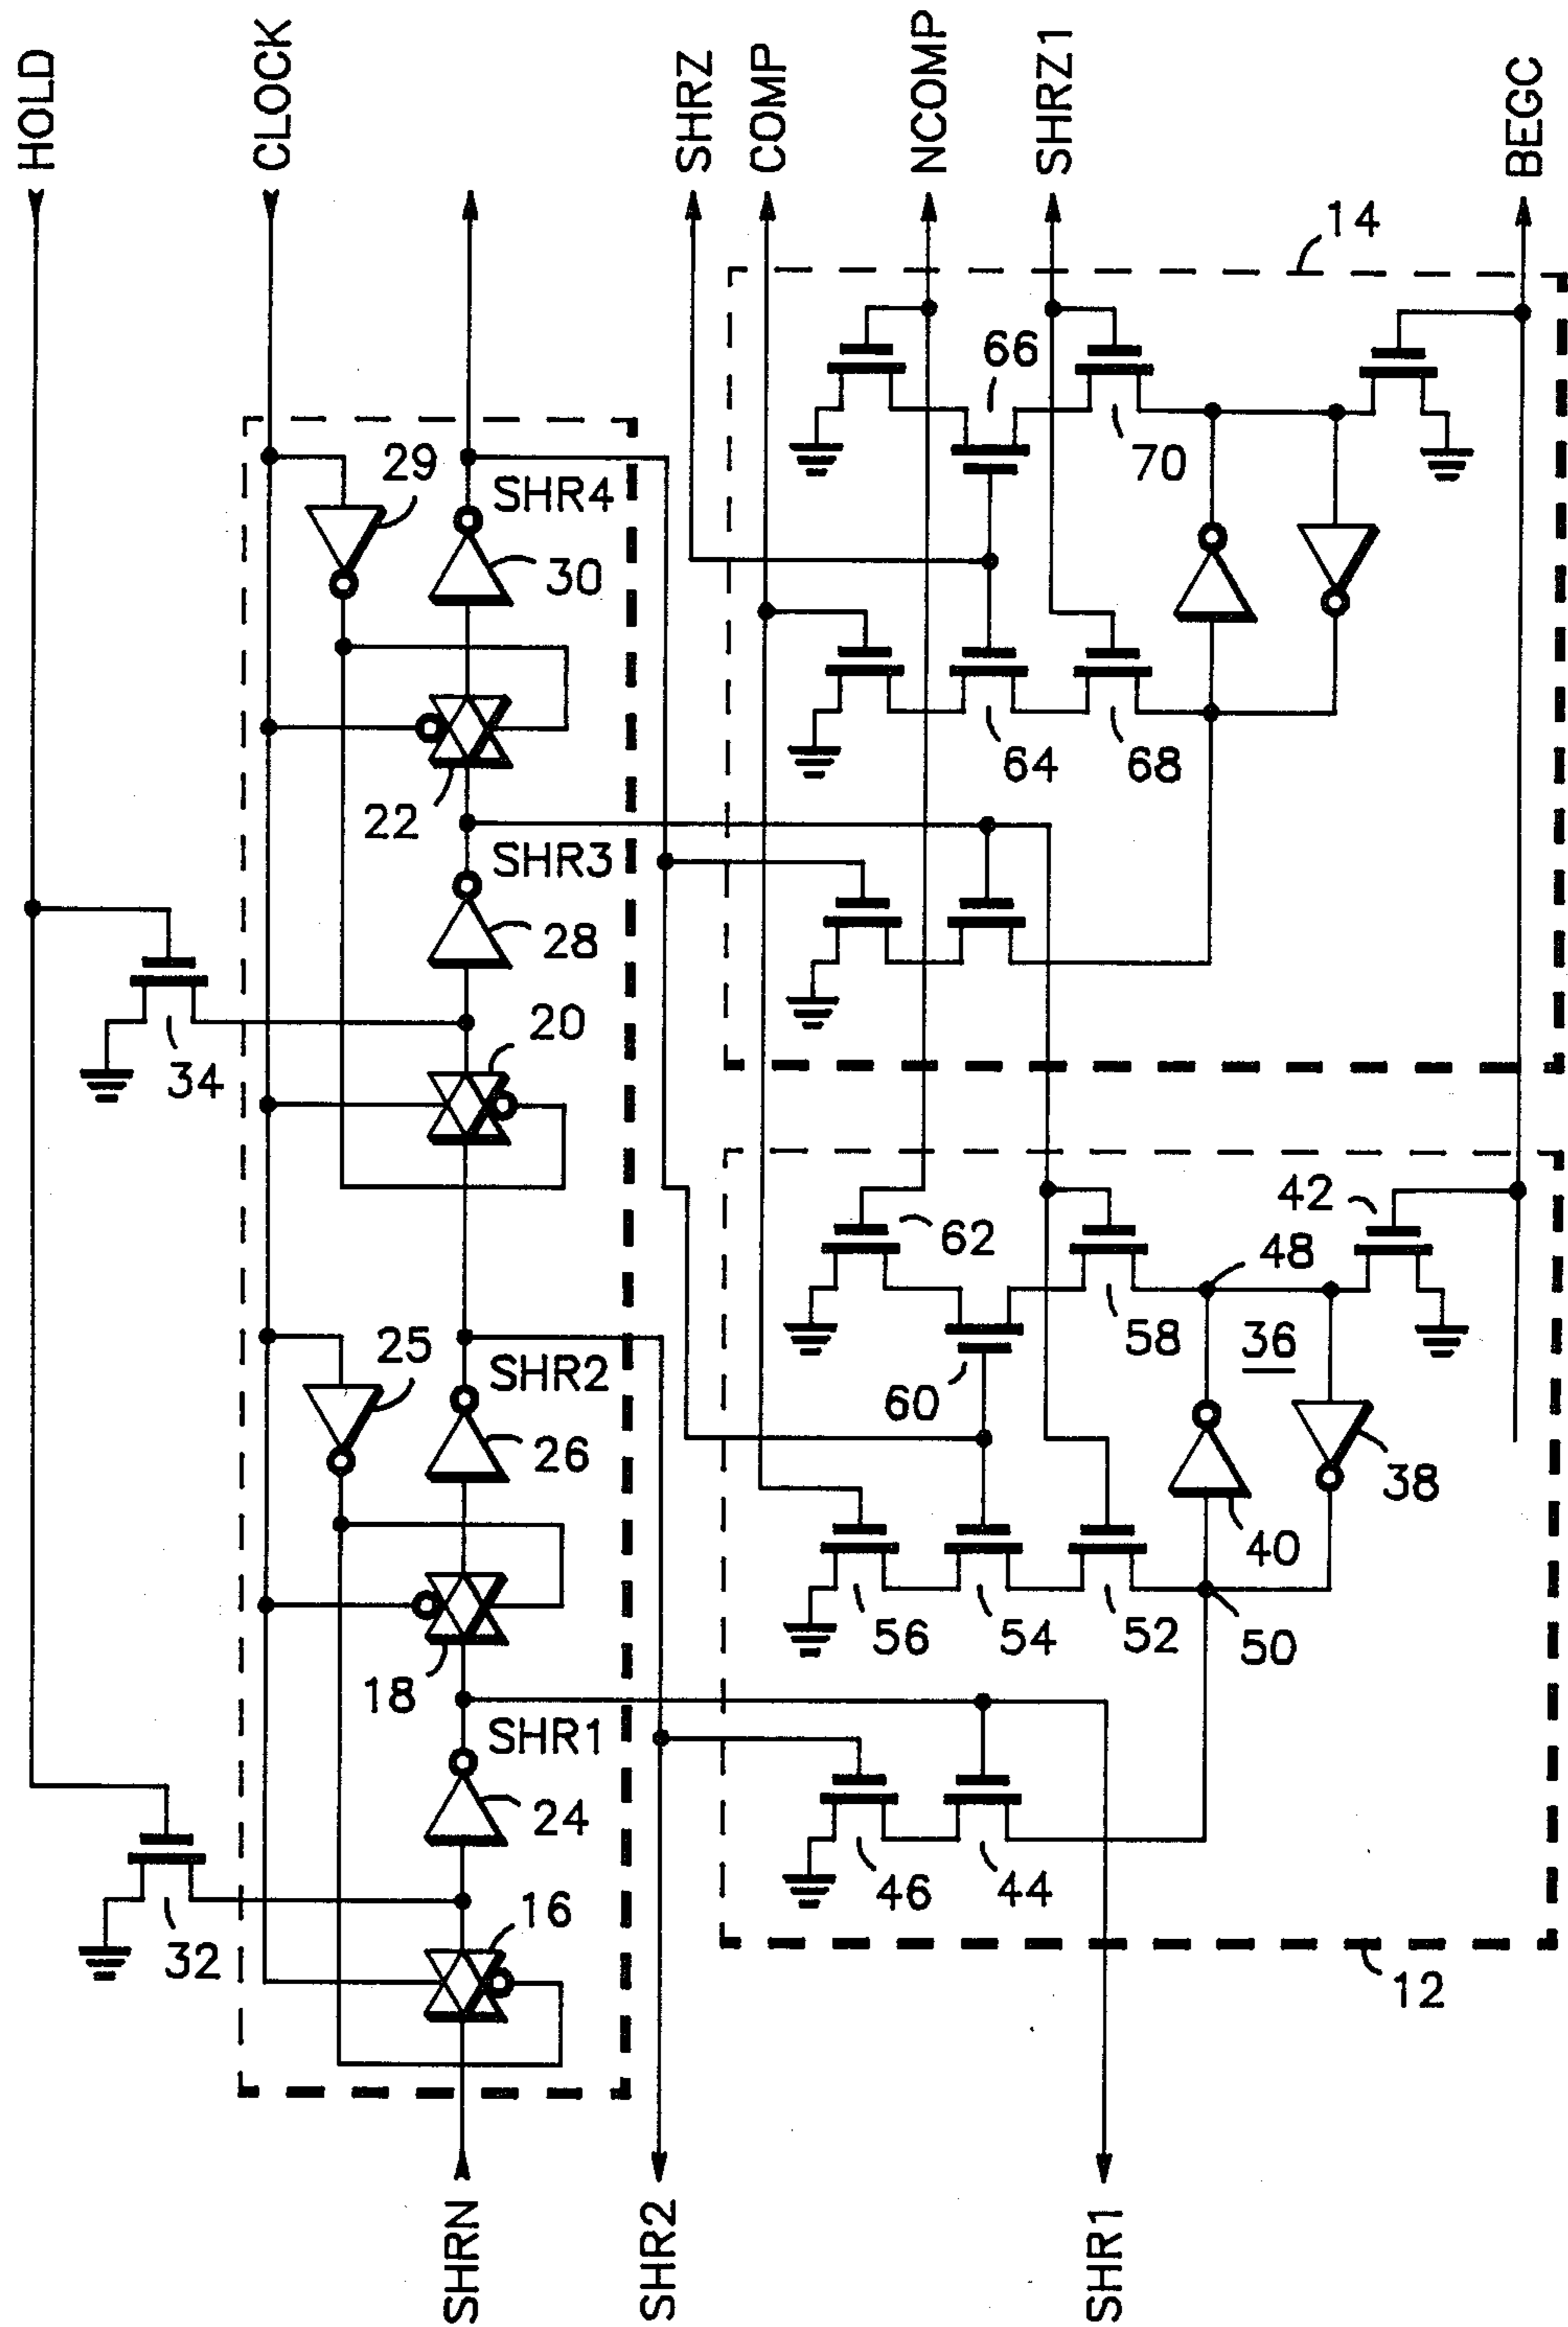 HOLD
CLOCK
SHRZ
COMP
NCOMP
SHRZ1
BEGC
14
29
66
SHR4
30
70
22
64
68
SHR3
28
20
34
62
42
48
58
36
25
SHR2
26
60
38
40
18
56
54
52
50
SHR1
24
46
44
16
32
12
SHRN
SHR2
SHR1